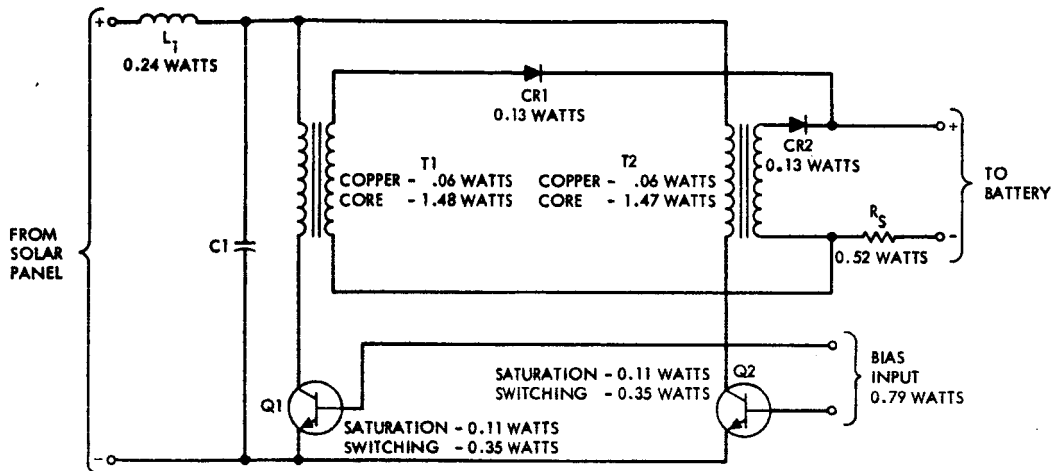 +
L1
0.24 WATTS
CR1
0.13 WATTS
CR2
0.13 WATTS
+
T1
COPPER - .06 WATTS
CORE - 1.48 WATTS
T2
COPPER - .06 WATTS
CORE - 1.47 WATTS
TO
BATTERY
RS
0.52 WATTS
-
FROM
SOLAR
PANEL
C1
Q1
SATURATION - 0.11 WATTS
SWITCHING - 0.35 WATTS
SATURATION - 0.11 WATTS
SWITCHING - 0.35 WATTS
Q2
BIAS
INPUT
0.79 WATTS
-